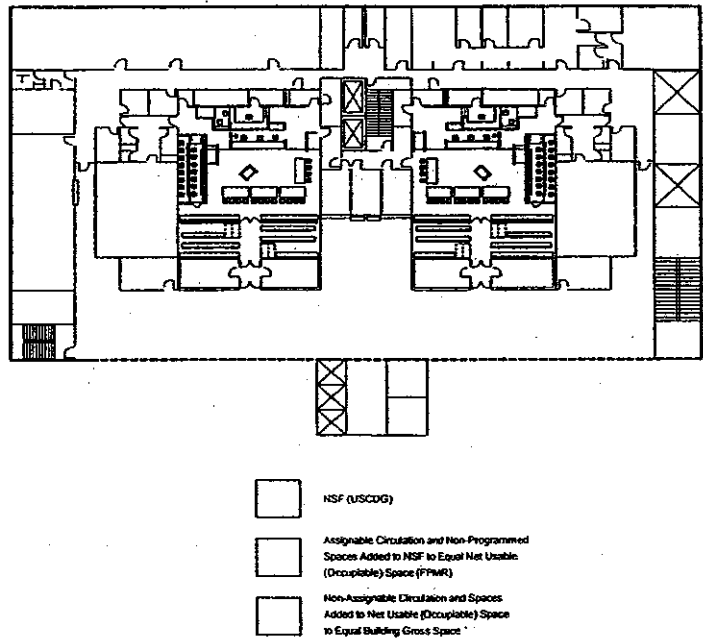 NSF (USCDG)
Assignable Circulation and Non-Programmed
Spaces Added to NSF to Equal Net Usable
(Occupiable) Space (FPMR)
Non-Assignable Circulation and Spaces
Added to Net Usable (Occupiable) Space
to Equal Building Gross Space